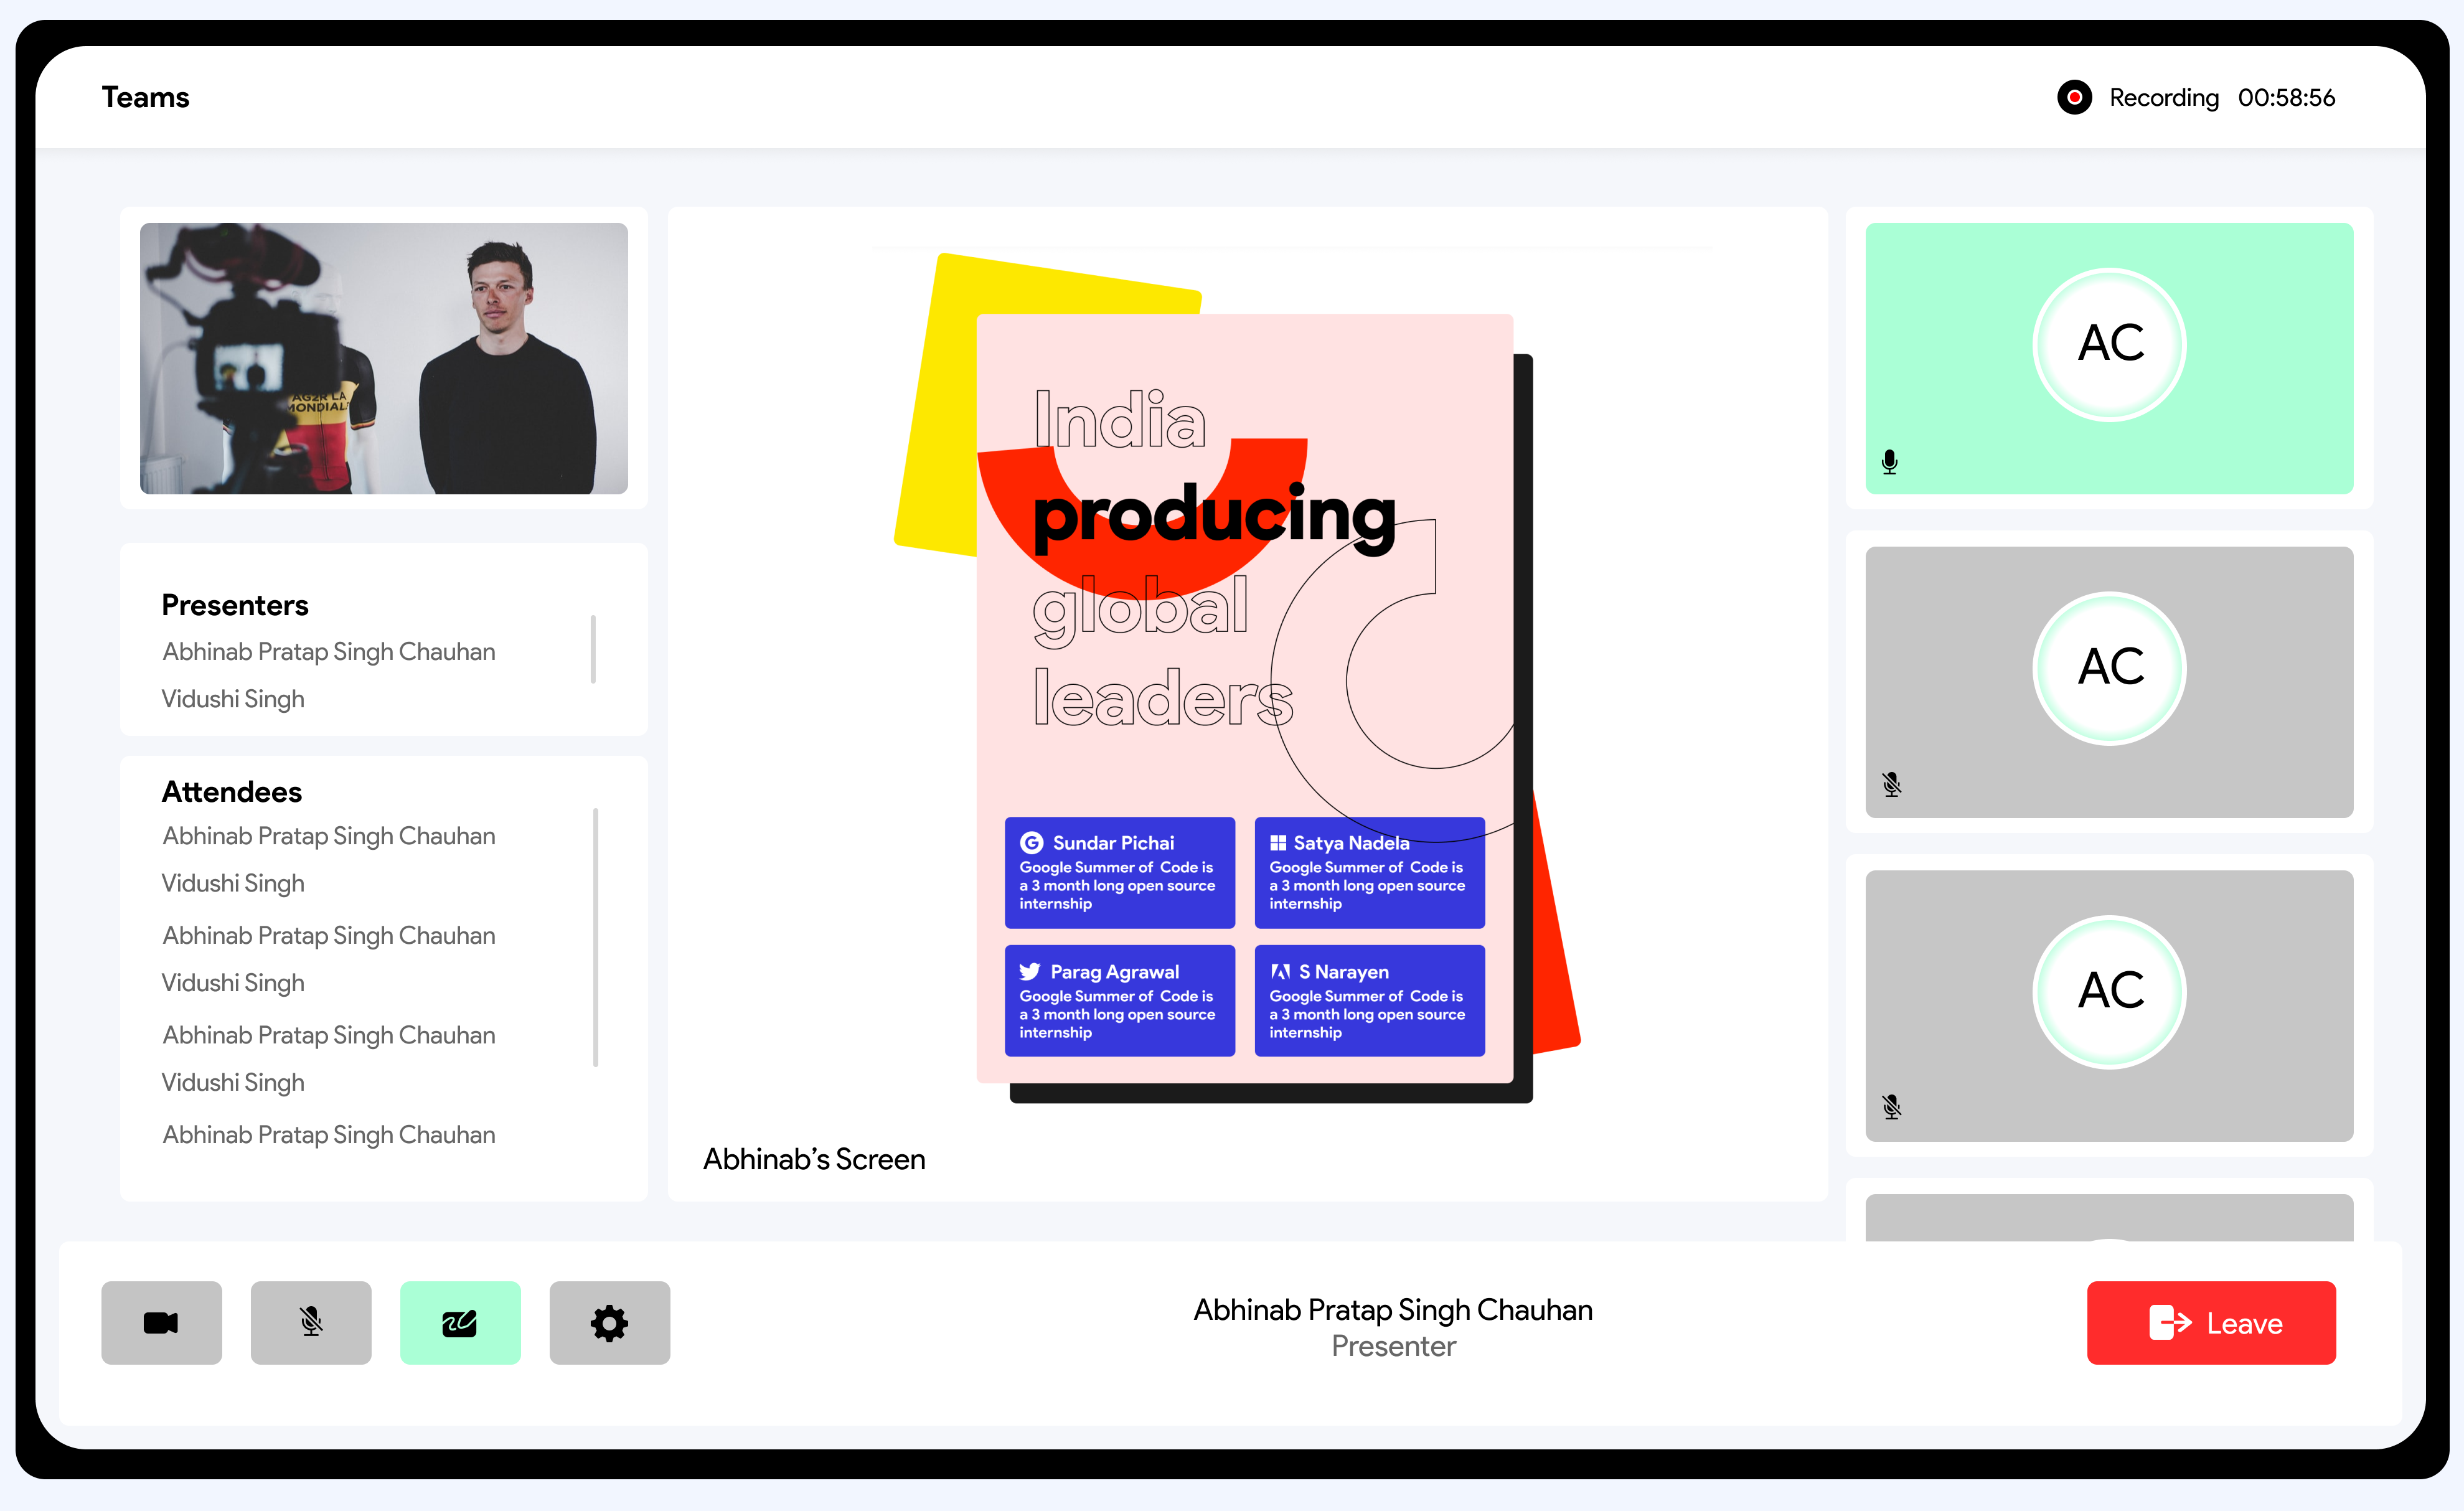 Teams
Recording 00:58:56
AG2R LA
MONDIAL
Presenters
Abhinab Pratap Singh Chauhan
Vidushi Singh
Attendees
Abhinab Pratap Singh Chauhan
Vidushi Singh
Abhinab Pratap Singh Chauhan
Vidushi Singh
Abhinab Pratap Singh Chauhan
Vidushi Singh
Abhinab Pratap Singh Chauhan
India
producing
global
leaders
Sundar Pichai
Google Summer of Code is
a 3 month long open source
internship
Satya Nadela
Google Summer of Code is
a 3 month long open source
internship
Parag Agrawal
Google Summer of Code is
a 3 month long open source
internship
S Narayen
Google Summer of Code is
a 3 month long open source
internship
Abhinab’s Screen
AC
AC
AC
Abhinab Pratap Singh Chauhan
Presenter
Leave